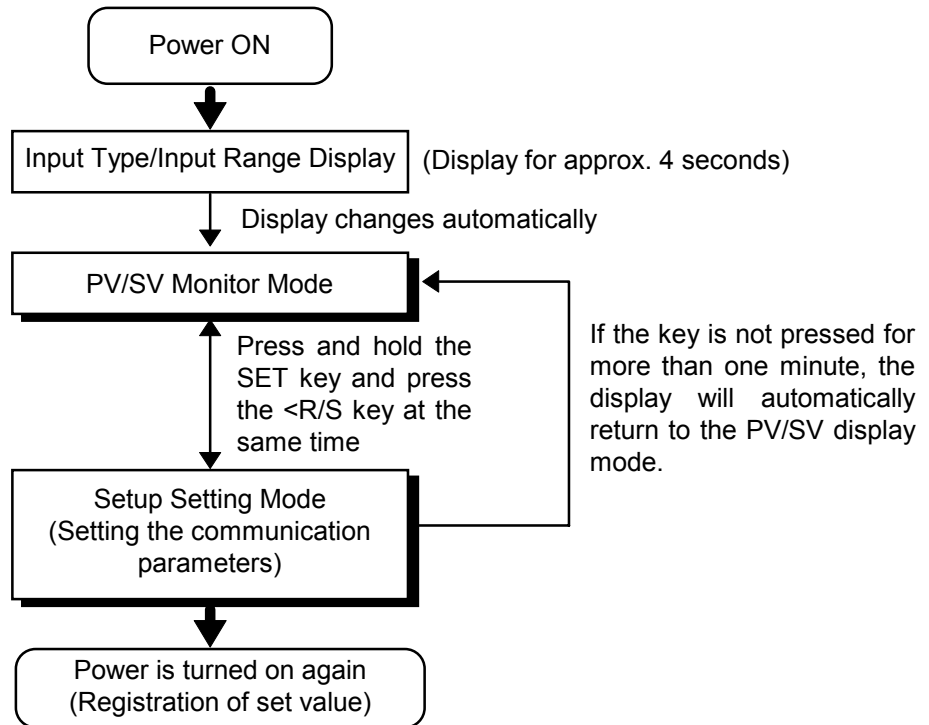 Power ON
Input Type/Input Range Display
(Display for approx. 4 seconds)
Display changes automatically
PV/SV Monitor Mode
Press and hold the
SET key and press
the <R/S key at the
same time
If the key is not pressed for
more than one minute, the
display will automatically
return to the PV/SV display
mode.
Setup Setting Mode
(Setting the communication
parameters)
Power is turned on again
(Registration of set value)